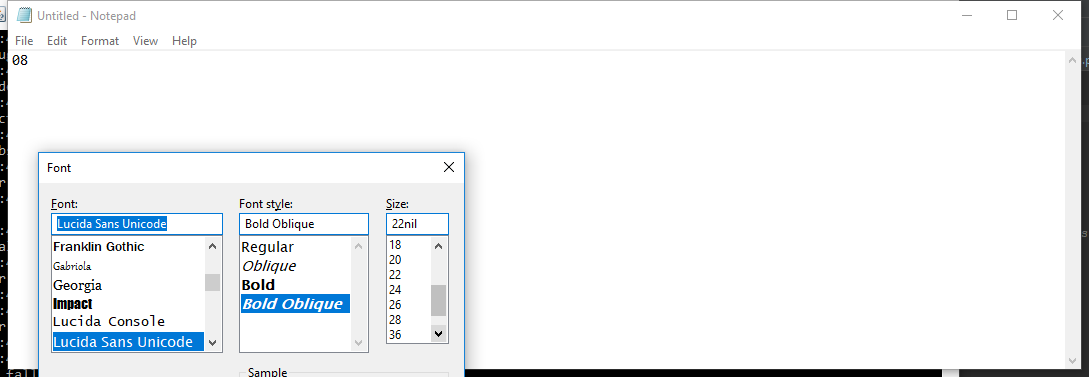 Untitled - Notepad
File Edit Format View Help
08
Font
Font: Font style: Size:
Lucida Sans Unicode Bold Oblique 22nil
Franklin Gothic Regular 18
Gabriola Oblique 20
Georgia Bold 22
Impact Bold Oblique 24
Lucida Console 26
Lucida Sans Unicode 28
36
Sample